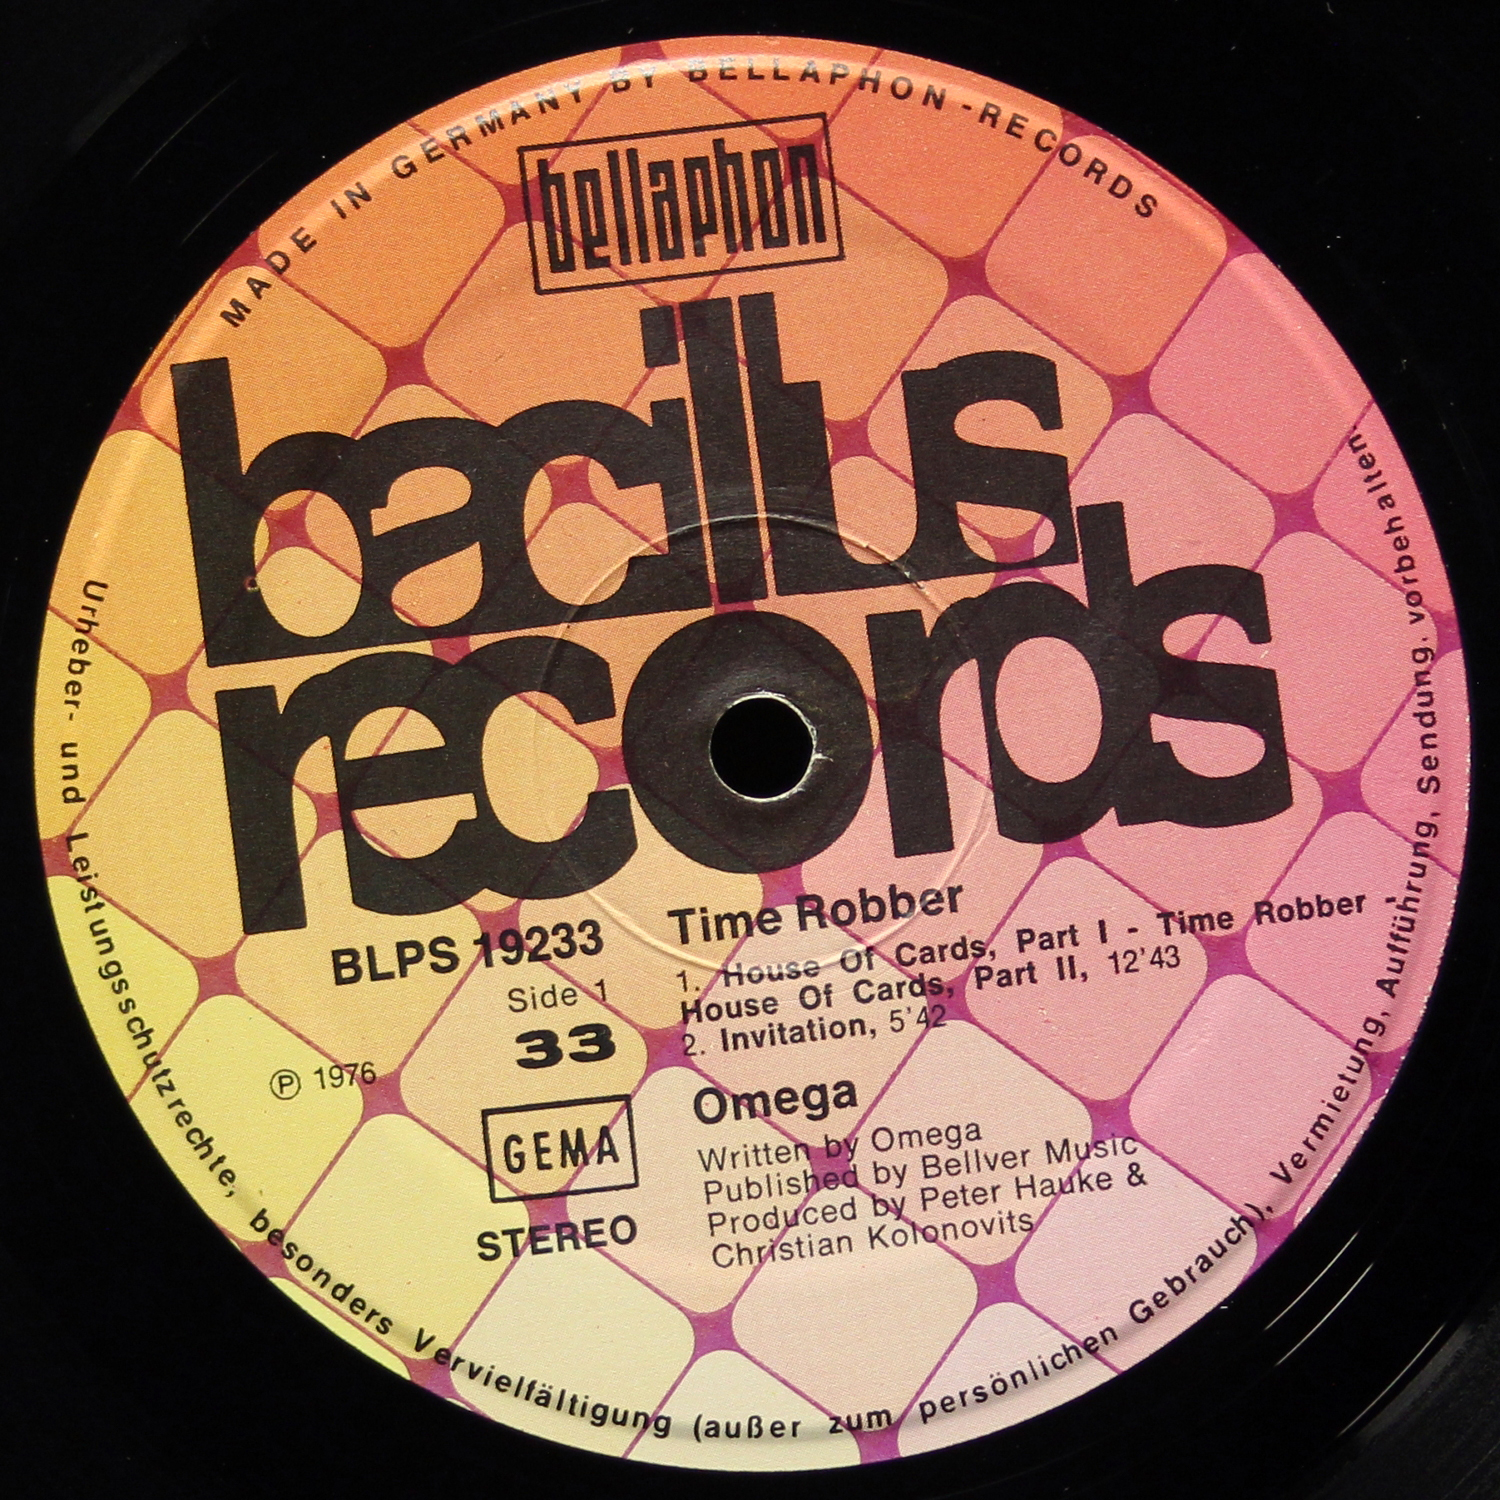 MADE IN GERMANY BY BELLAPHON-RECORDS
bellaphon
bacillus
records
BLPS 19233
Side 1
33
℗ 1976
GEMA
STEREO
Time Robber
1. House Of Cards, Part I - Time Robber -
House Of Cards, Part II, 12'43
2. Invitation, 5'42
Omega
Written by Omega
Published by Bellver Music
Produced by Peter Hauke &
Christian Kolonovits
Urheber- und Leistungsschutzrechte, besonders Vervielfältigung (außer zum persönlichen Gebrauch), Vermietung, Aufführung, Sendung, vorbehalten.